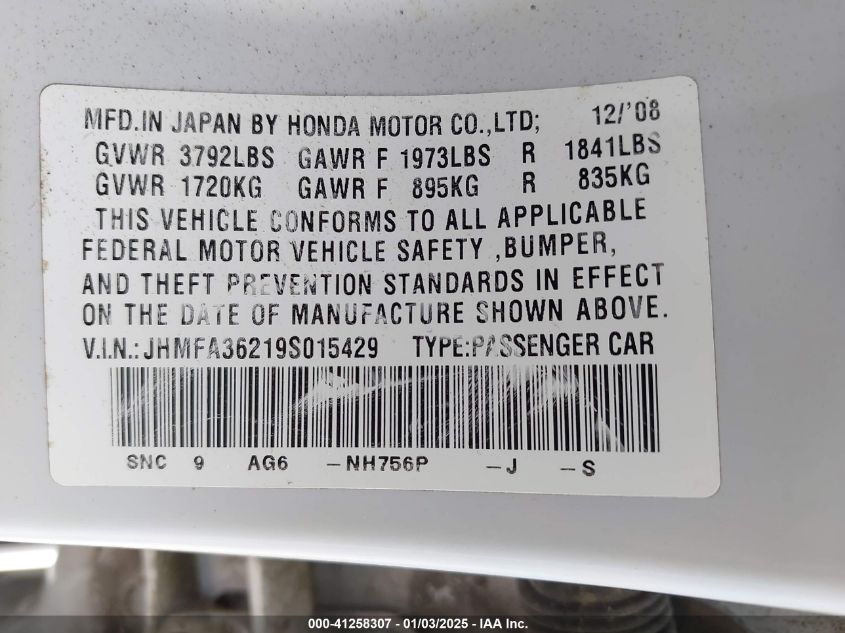 MFD.IN JAPAN BY HONDA MOTOR CO.,LTD; 12/'08
GVWR 3792LBS GAWR F 1973LBS R 1841LBS
GVWR 1720KG GAWR F 895KG R 835KG
THIS VEHICLE CONFORMS TO ALL APPLICABLE
FEDERAL MOTOR VEHICLE SAFETY ,BUMPER,
AND THEFT PREVENTION STANDARDS IN EFFECT
ON THE DATE OF MANUFACTURE SHOWN ABOVE.
V.I.N.: JHMFA36219S015429 TYPE:PASSENGER CAR
SNC 9 AG6 -NH756P -J -S
000-41258307 - 01/03/2025 - IAA Inc.